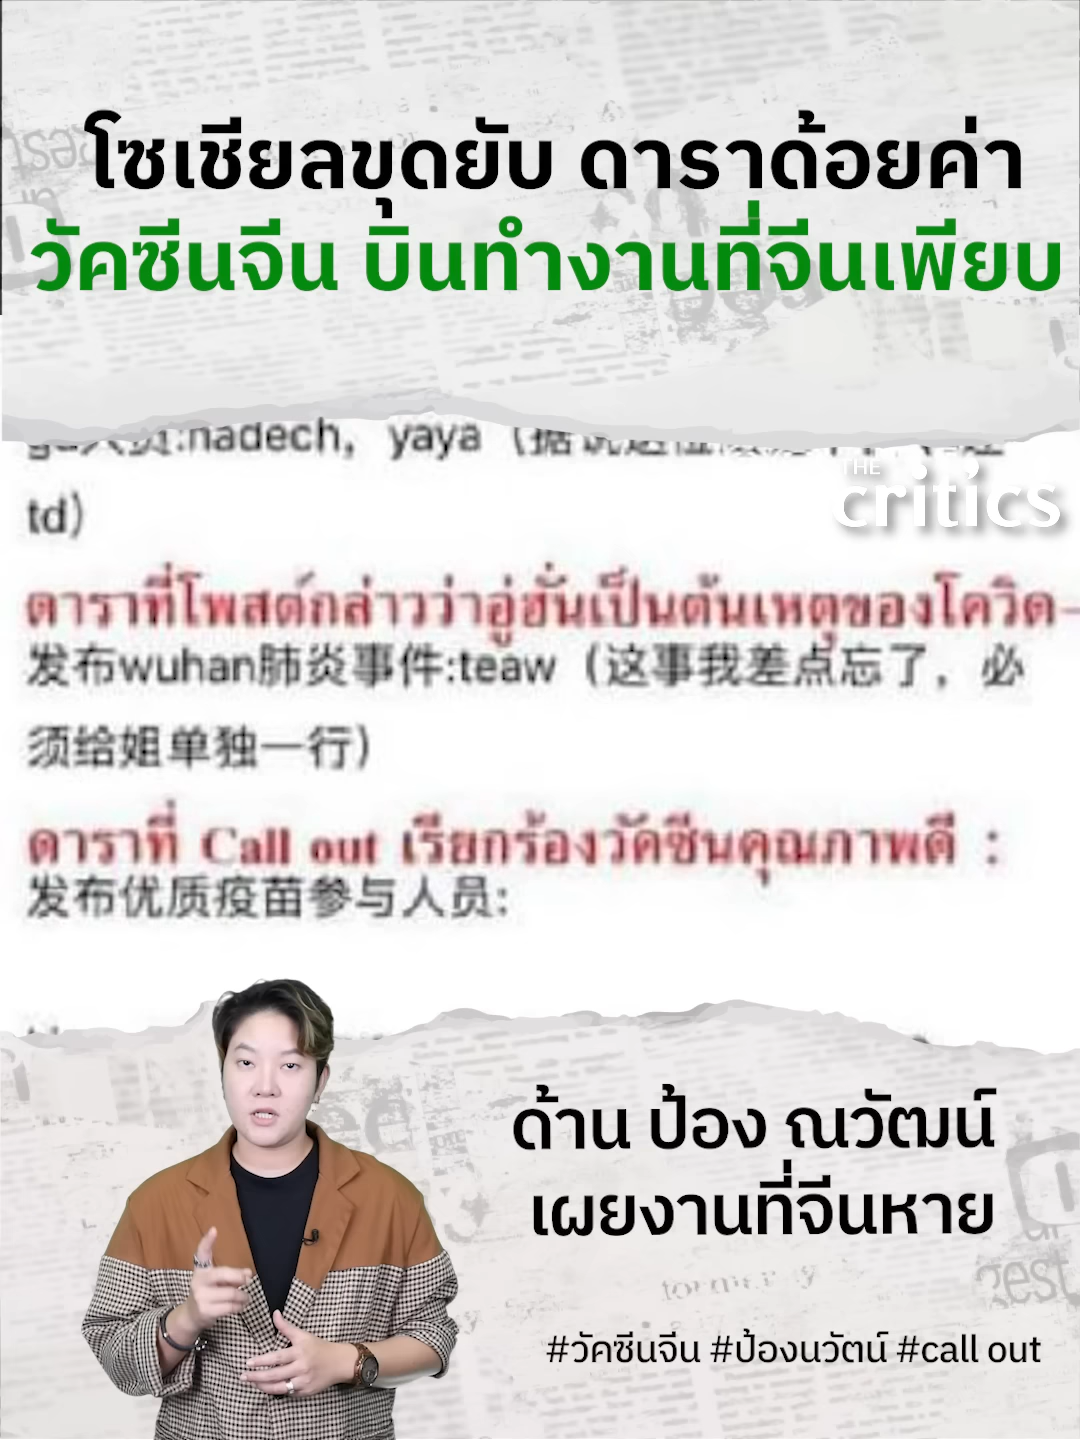 โซเชียลขุดยับ ดาราด้อยค่า
วัคซีนจีน บินทำงานที่จีนเพียบ
人员:nadech, yaya（据说这位
THE
critics
td）
ดาราที่โพสต์กล่าวว่าอู่ฮั่นเป็นต้นเหตุของโควิด-
发布wuhan肺炎事件:teaw（这事我差点忘了，必
须给姐单独一行）
ดาราที่ Call out เรียกร้องวัคซีนคุณภาพดี :
发布优质疫苗参与人员:
ด้าน ป้อง ณวัฒน์
เผยงานที่จีนหาย
#วัคซีนจีน #ป้องนวัตน์ #call out